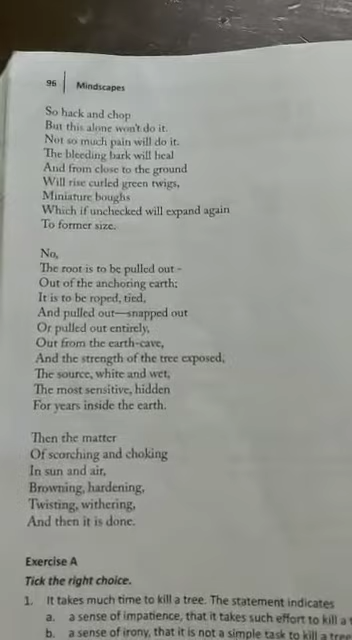 96 | Mindscapes
So hack and chop
But this alone won't do it.
Not so much pain will do it.
The bleeding bark will heal
And from close to the ground
Will rise curled green twigs,
Miniature boughs
Which if unchecked will expand again
To former size.
No,
The root is to be pulled out -
Out of the anchoring earth;
It is to be roped, tied,
And pulled out—snapped out
Or pulled out entirely,
Out from the earth-cave,
And the strength of the tree exposed,
The source, white and wet,
The most sensitive, hidden
For years inside the earth.
Then the matter
Of scorching and choking
In sun and air,
Browning, hardening,
Twisting, withering,
And then it is done.
Exercise A
Tick the right choice.
1. It takes much time to kill a tree. The statement indicates
a. a sense of impatience, that it takes such effort to kill a
b. a sense of irony, that it is not a simple task to kill a